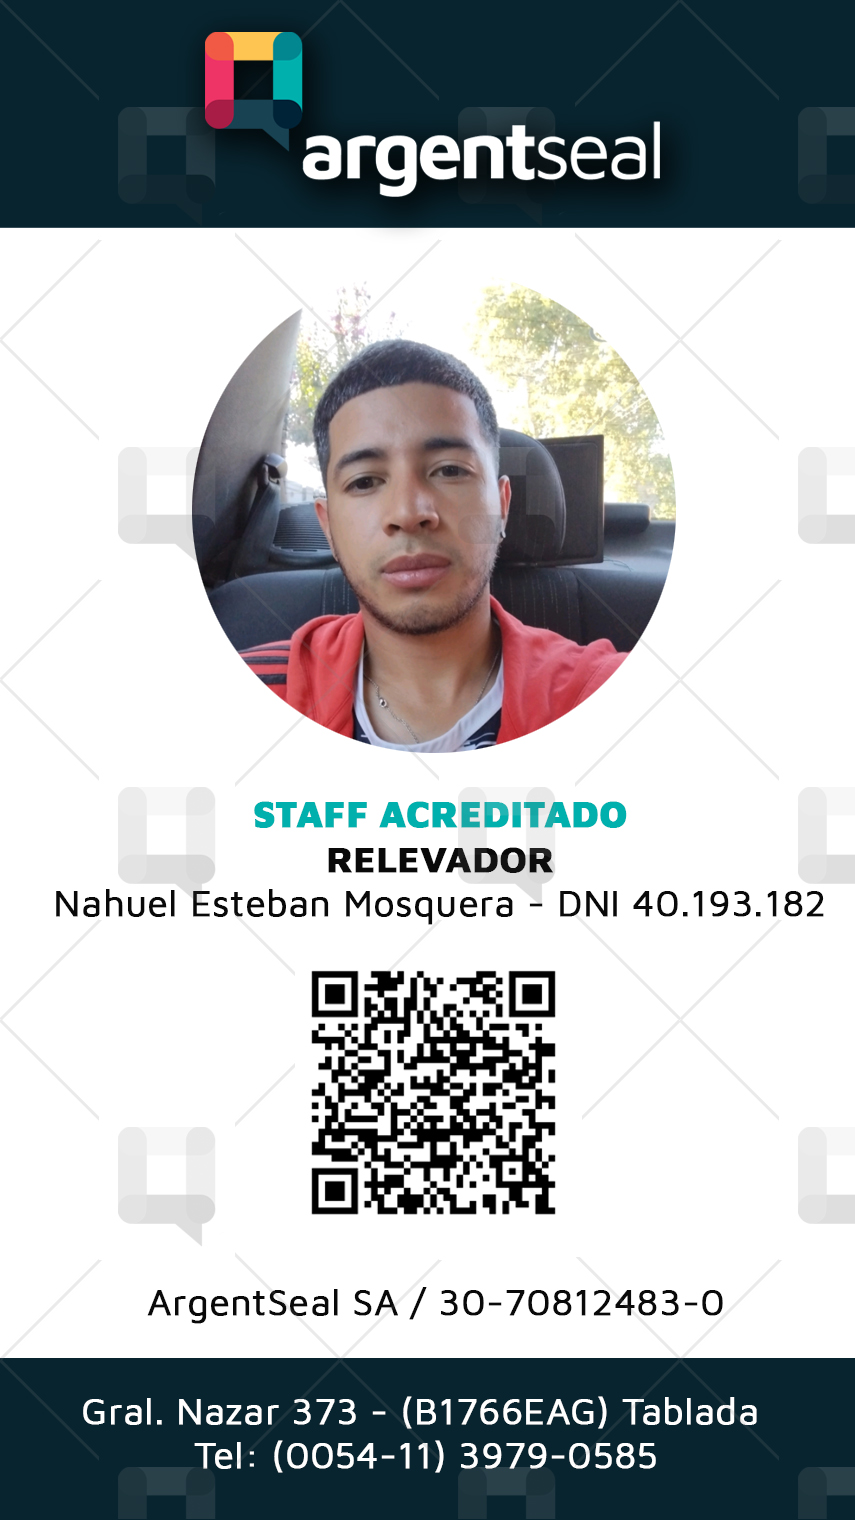 argentseal
STAFF ACREDITADO
RELEVADOR
Nahuel Esteban Mosquera - DNI 40.193.182
ArgentSeal SA / 30-70812483-0
Gral. Nazar 373 - (B1766EAG) Tablada
Tel: (0054-11) 3979-0585